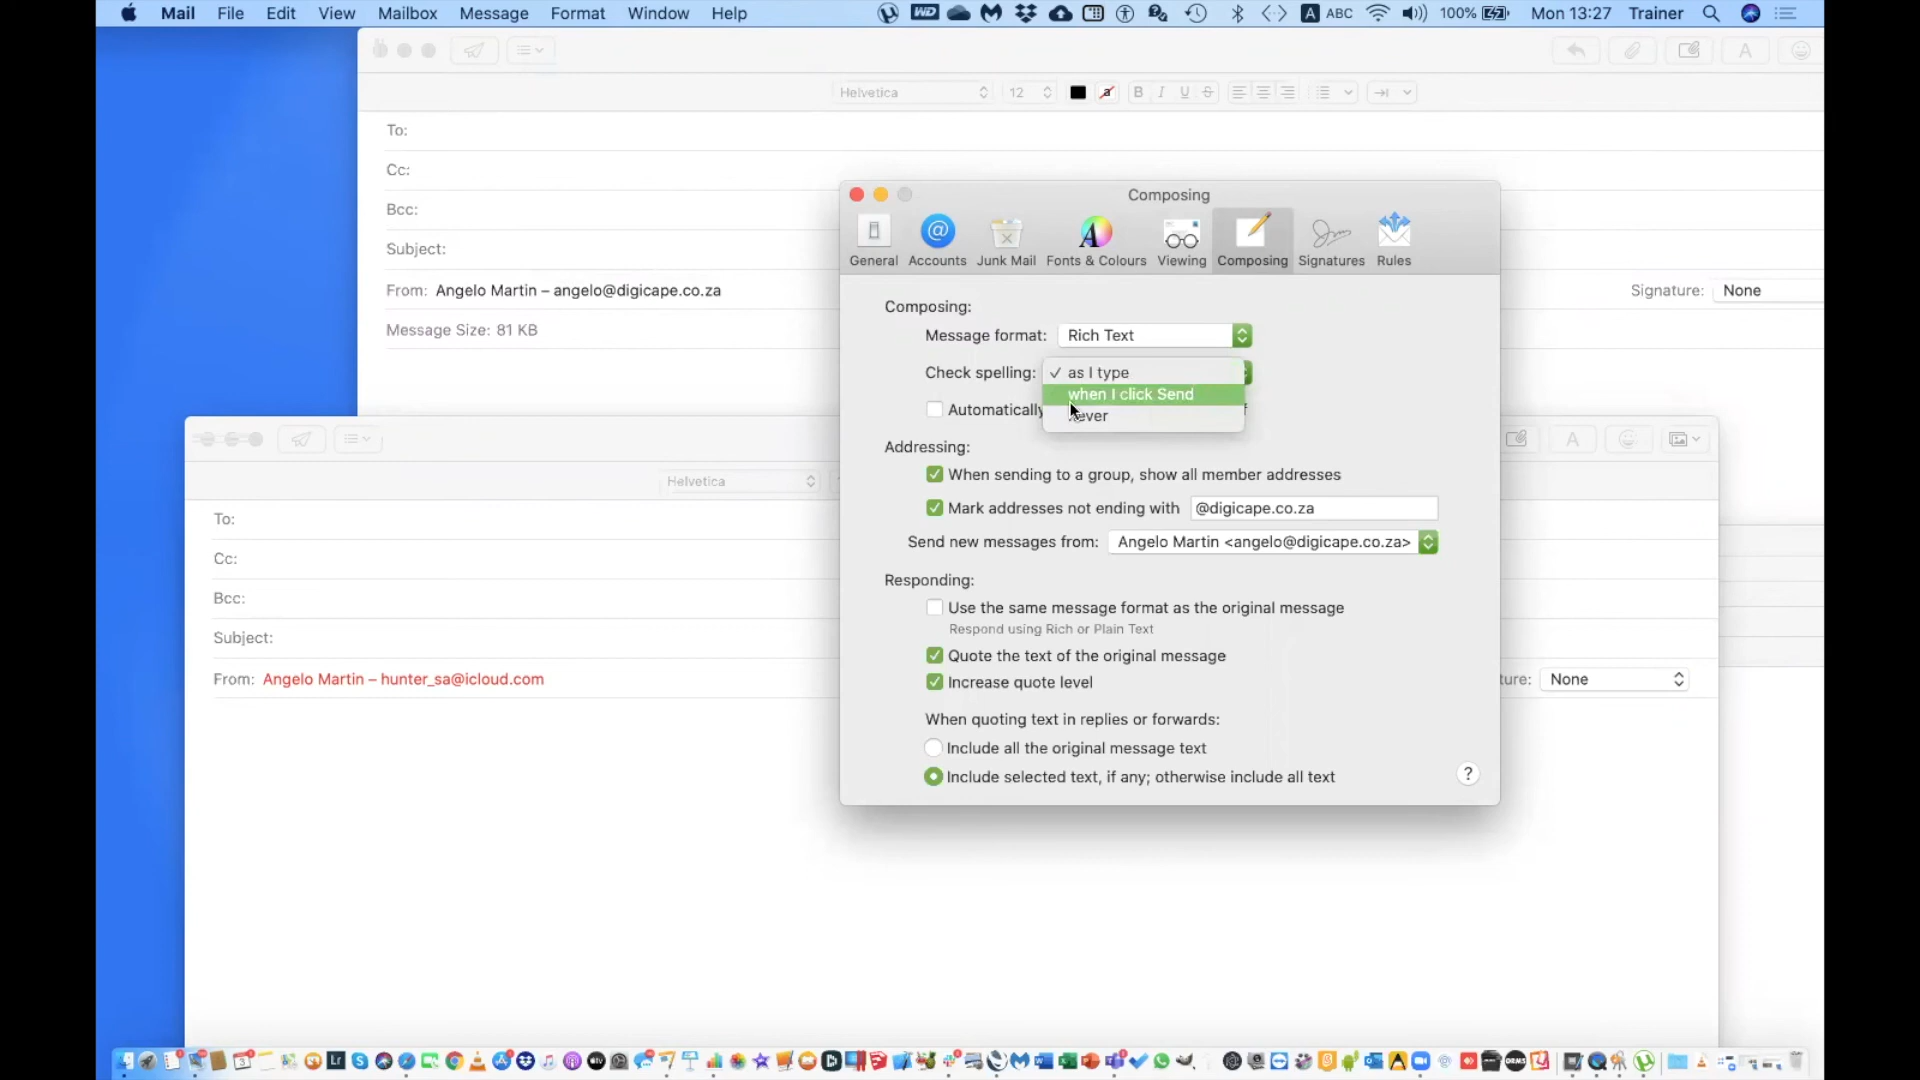 Mail File Edit View Mailbox Message Format Window Help WD A ABC 100% Mon 13:27 Trainer
Helvetica 12 a B I U S
To:
Cc:
Bcc:
Subject:
From: Angelo Martin – angelo@digicape.co.za Signature: None
Message Size: 81 KB
Composing
General Accounts Junk Mail Fonts & Colours Viewing Composing Signatures Rules
Composing:
Message format: Rich Text
Check spelling: ✓ as I type
when I click Send
Automatically
Addressing:
When sending to a group, show all member addresses
Mark addresses not ending with @digicape.co.za
Send new messages from: Angelo Martin <angelo@digicape.co.za>
Responding:
Use the same message format as the original message
Respond using Rich or Plain Text
Quote the text of the original message
Increase quote level
When quoting text in replies or forwards:
Include all the original message text
Include selected text, if any; otherwise include all text
?
Helvetica
To:
Cc:
Bcc:
Subject:
From: Angelo Martin – hunter_sa@icloud.com ture: None